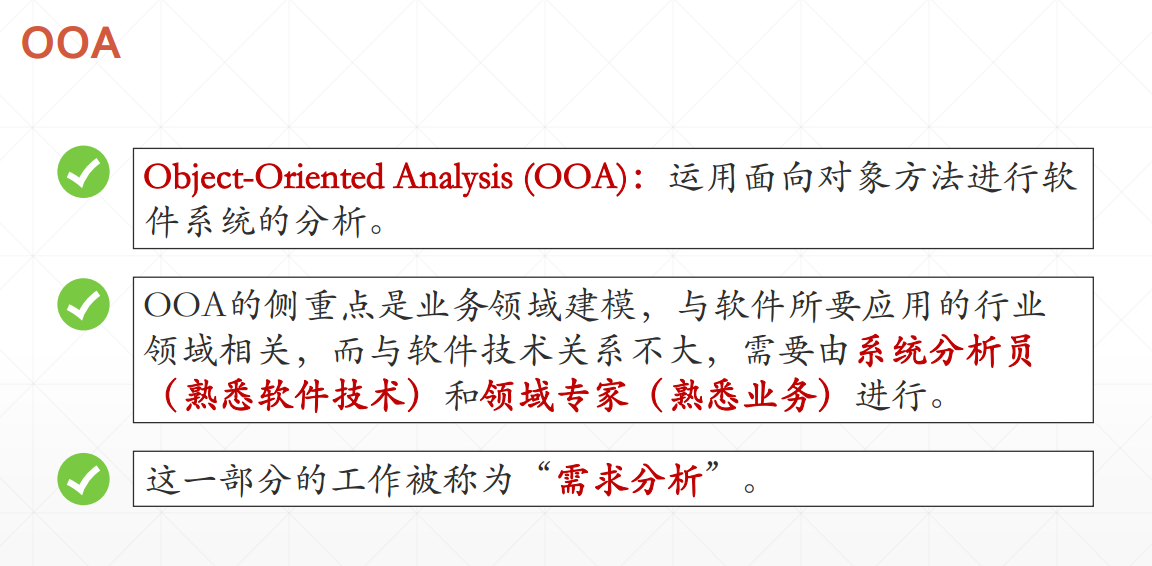 OOA
Object-Oriented Analysis (OOA)：运用面向对象方法进行软
件系统的分析。
OOA的侧重点是业务领域建模，与软件所要应用的行业
领域相关，而与软件技术关系不大，需要由系统分析员
（熟悉软件技术）和领域专家（熟悉业务）进行。
这一部分的工作被称为“需求分析”。